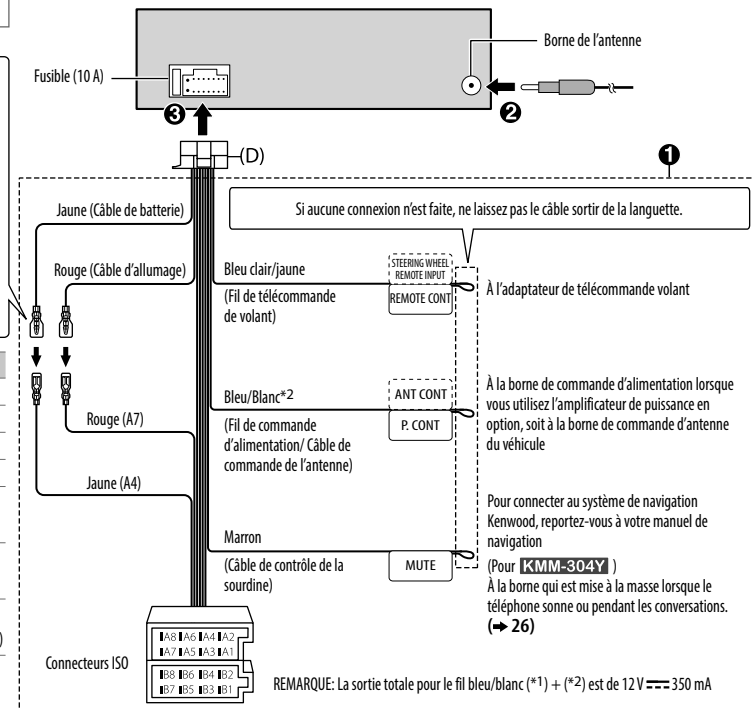 Borne de l'antenne
Fusible (10 A)
❸
❷
(D)
❶
Jaune (Câble de batterie)
Si aucune connexion n'est faite, ne laissez pas le câble sortir de la languette.
Rouge (Câble d'allumage)
Bleu clair/jaune
(Fil de télécommande
de volant)
STEERING WHEEL
REMOTE INPUT
REMOTE CONT
À l'adaptateur de télécommande volant
Bleu/Blanc*2
(Fil de commande
d'alimentation/ Câble de
commande de l'antenne)
ANT CONT
P. CONT
À la borne de commande d'alimentation lorsque
vous utilisez l'amplificateur de puissance en
option, soit à la borne de commande d'antenne
du véhicule
Rouge (A7)
Jaune (A4)
Marron
(Câble de contrôle de la
sourdine)
MUTE
Pour connecter au système de navigation
Kenwood, reportez-vous à votre manuel de
navigation
(Pour KMM-304Y )
À la borne qui est mise à la masse lorsque le
téléphone sonne ou pendant les conversations.
(➔ 26)
Connecteurs ISO
A8 A6 A4 A2
A7 A5 A3 A1
B8 B6 B4 B2
B7 B5 B3 B1
REMARQUE: La sortie totale pour le fil bleu/blanc (*1) + (*2) est de 12 V ⎓ 350 mA
)